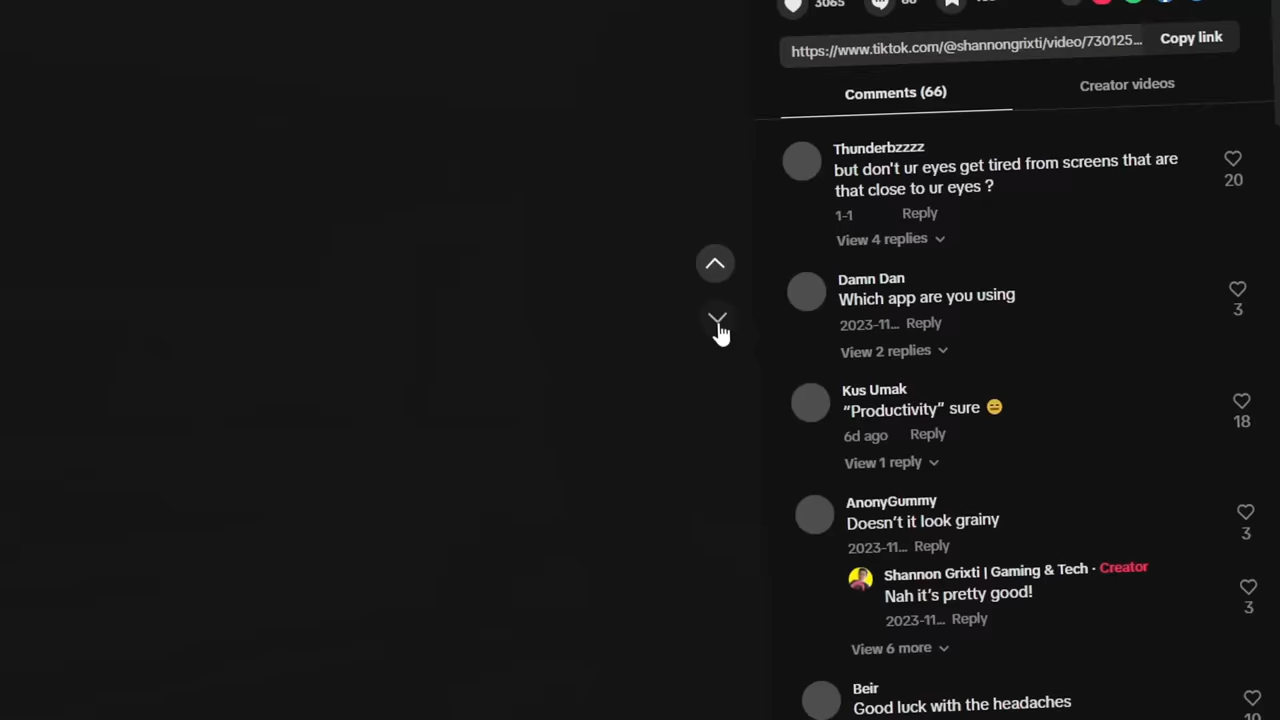 3065
https://www.tiktok.com/@shannongrixti/video/730125... Copy link
Comments (66) Creator videos
Thunderbzzzz
but don't ur eyes get tired from screens that are
that close to ur eyes ?
20
1-1 Reply
View 4 replies
Damn Dan
Which app are you using
3
2023-11... Reply
View 2 replies
Kus Umak
“Productivity” sure 😑
18
6d ago Reply
View 1 reply
AnonyGummy
Doesn’t it look grainy
3
2023-11... Reply
Shannon Grixti | Gaming & Tech · Creator
Nah it’s pretty good!
3
2023-11... Reply
View 6 more
Beir
Good luck with the headaches